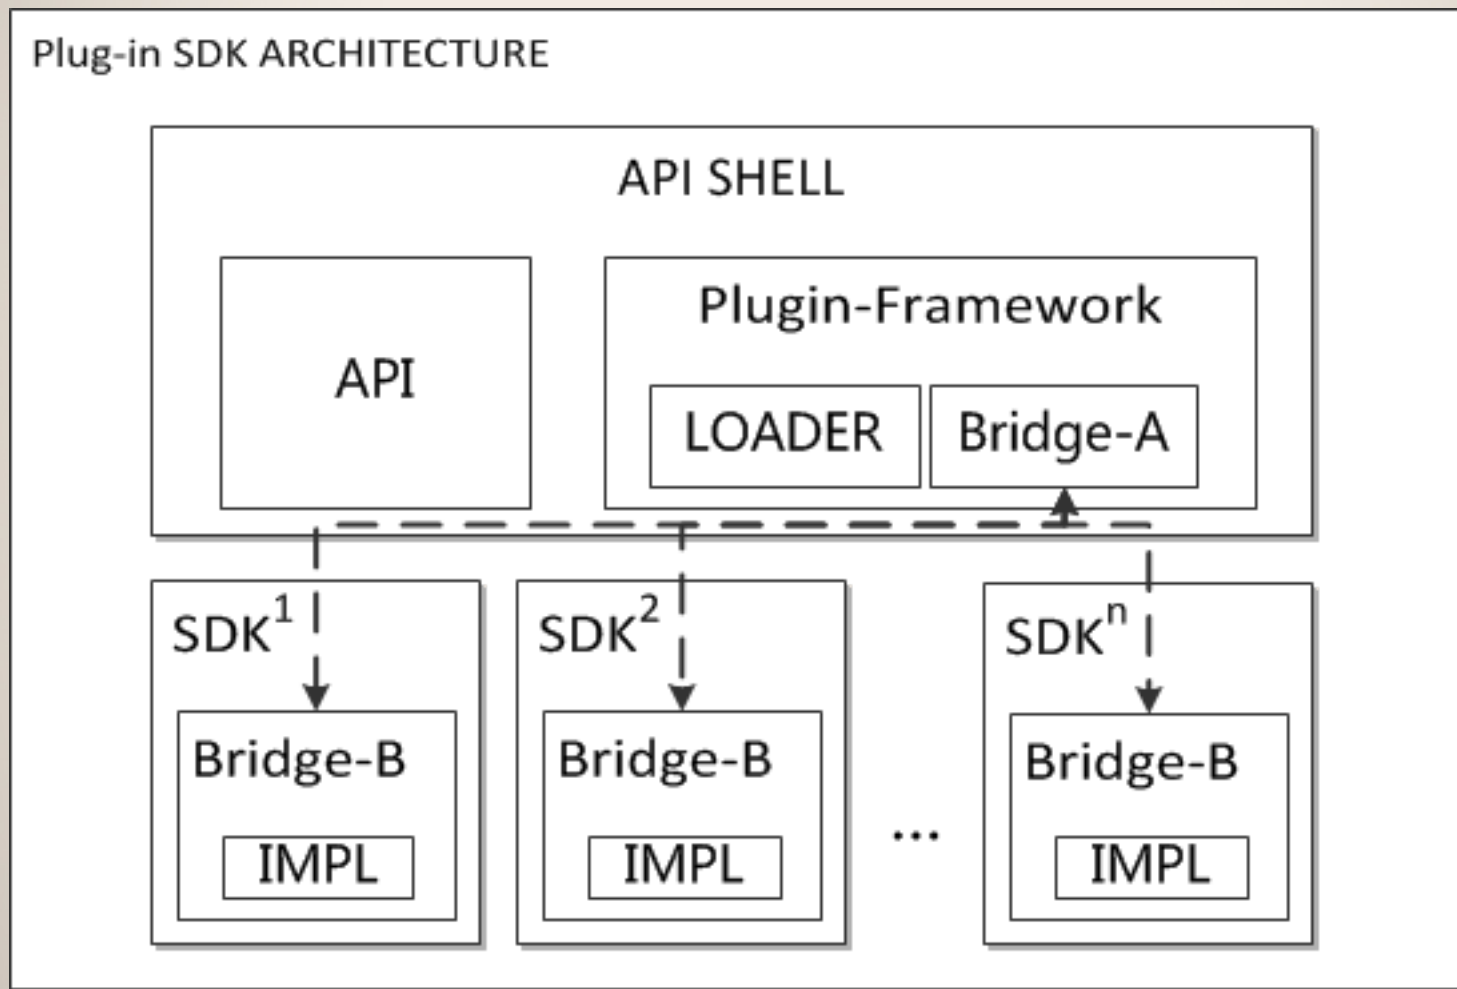 Plug-in SDK ARCHITECTURE
API SHELL
API
Plugin-Framework
LOADER
Bridge-A
SDK¹
Bridge-B
IMPL
SDK²
Bridge-B
IMPL
...
SDKⁿ
Bridge-B
IMPL